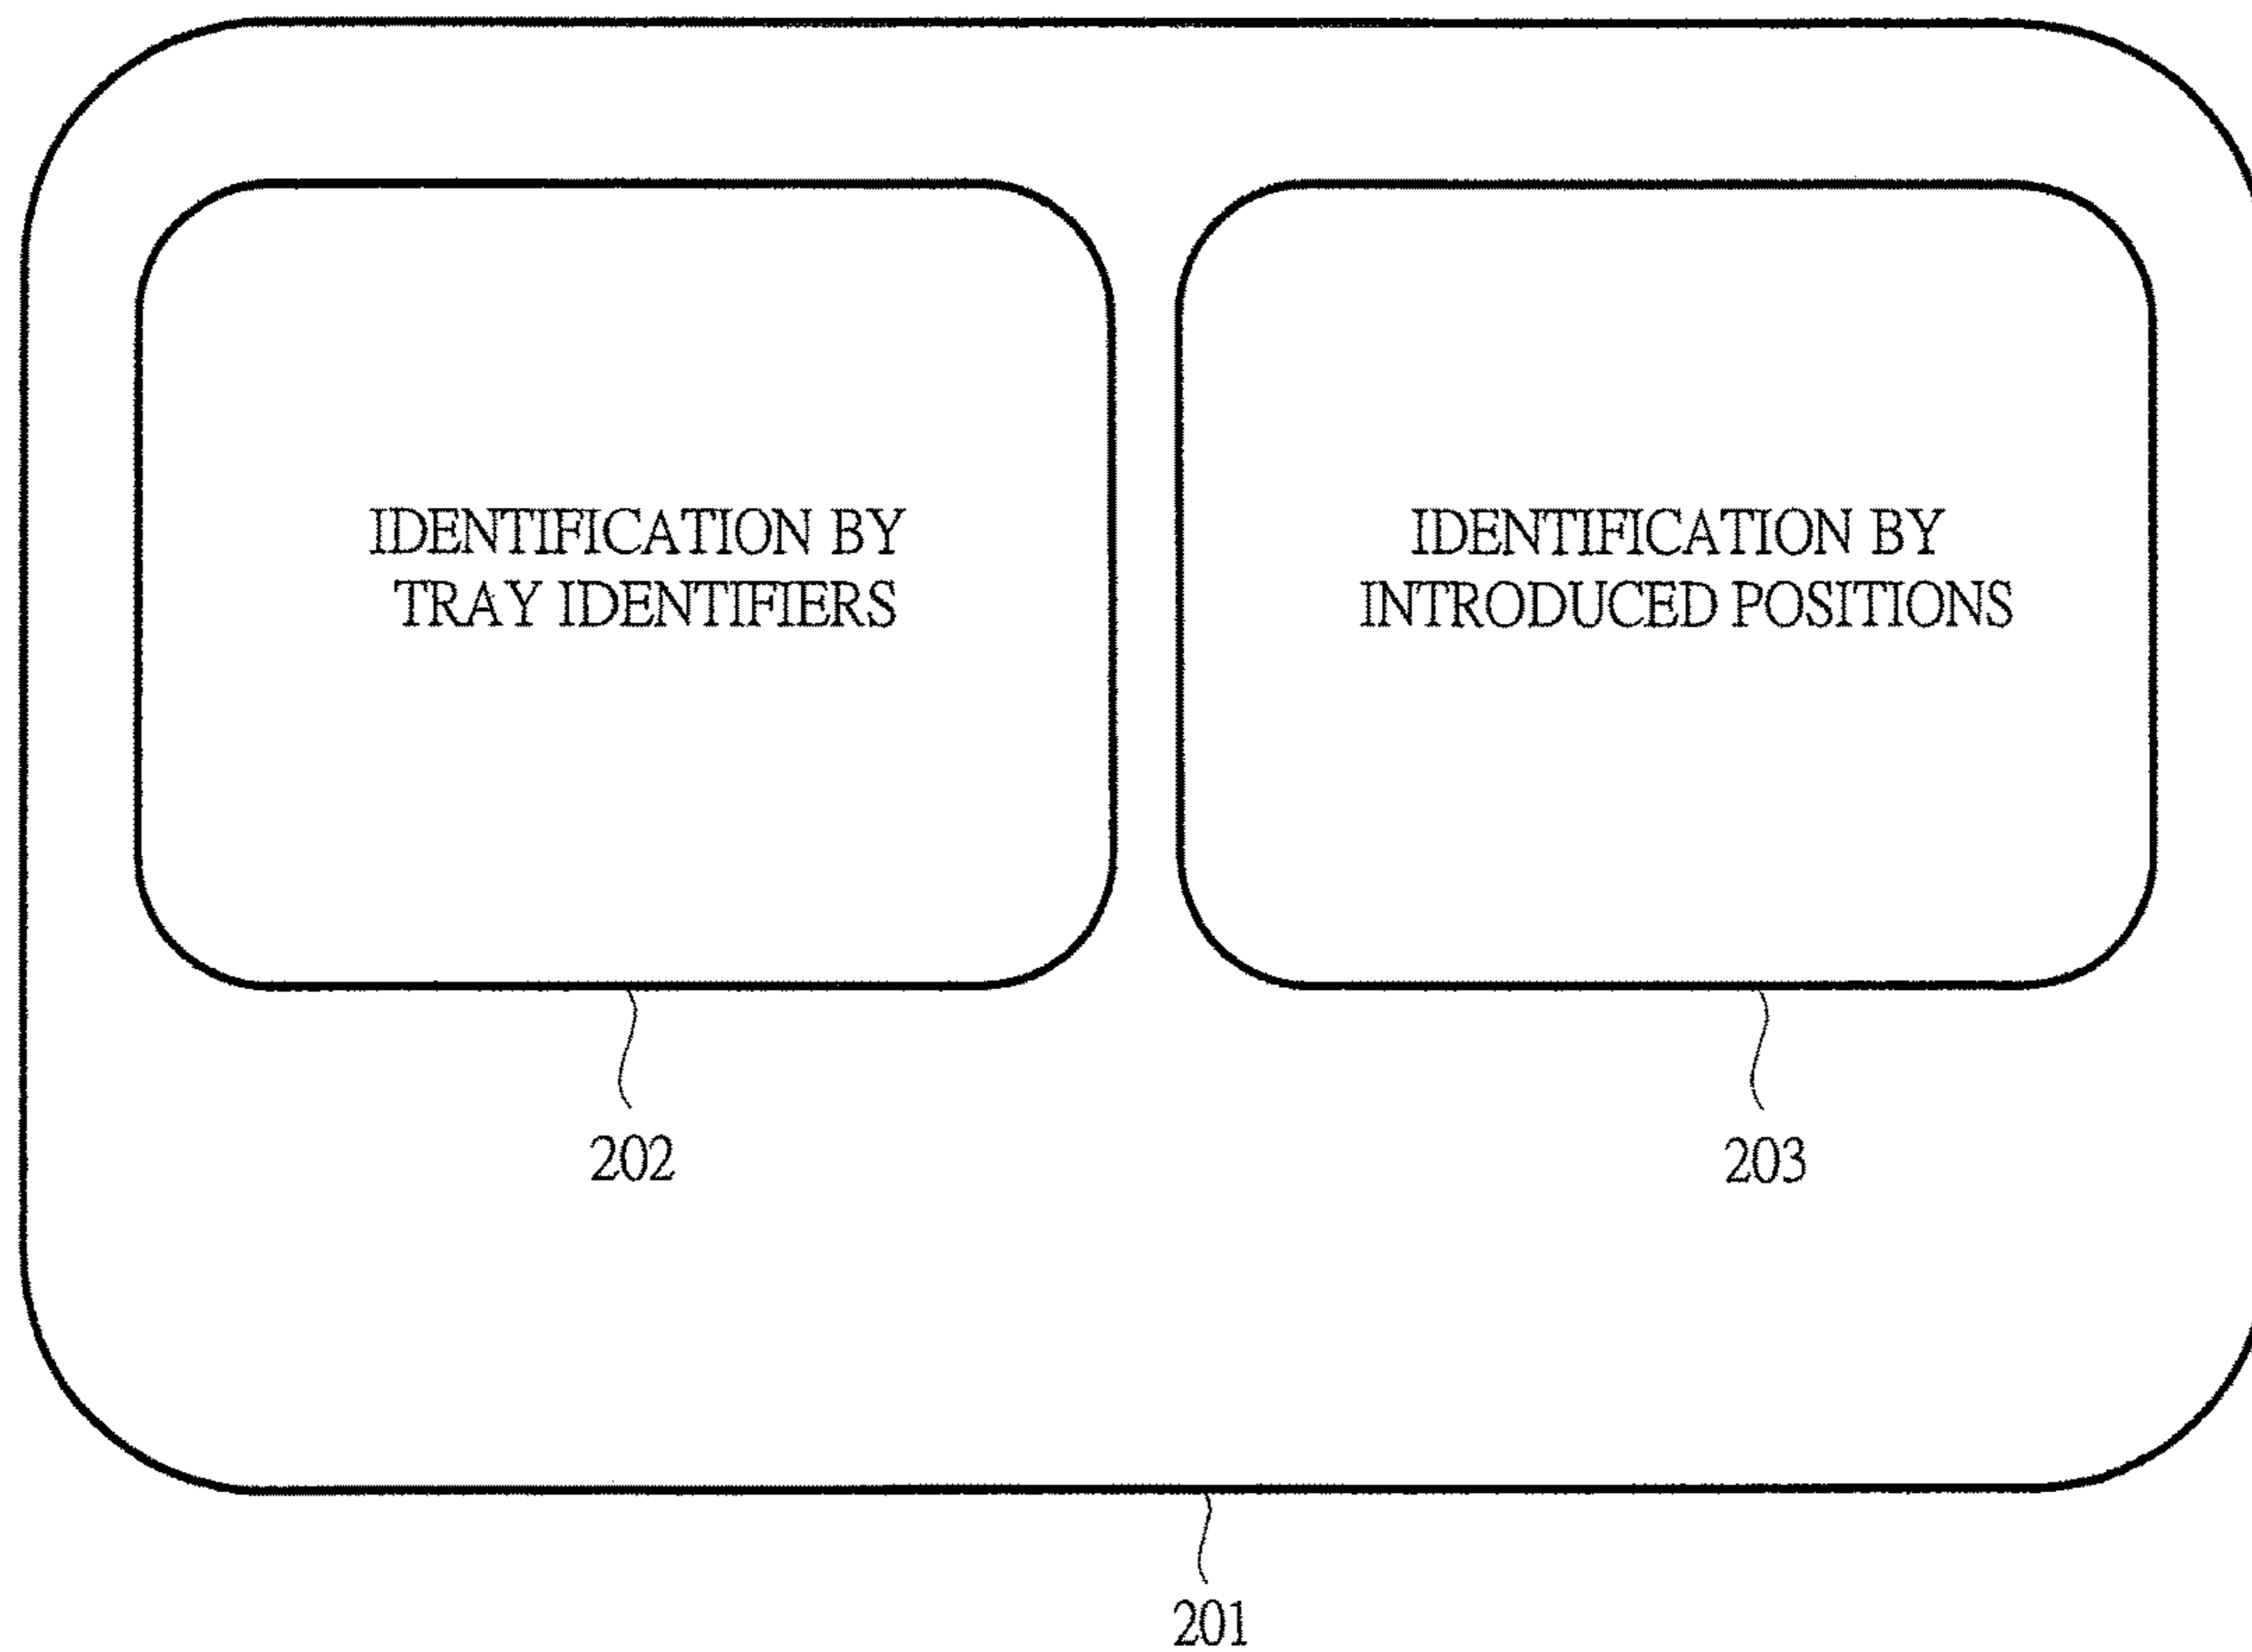 IDENTIFICATION BY
TRAY IDENTIFIERS
IDENTIFICATION BY
INTRODUCED POSITIONS
202
203
201